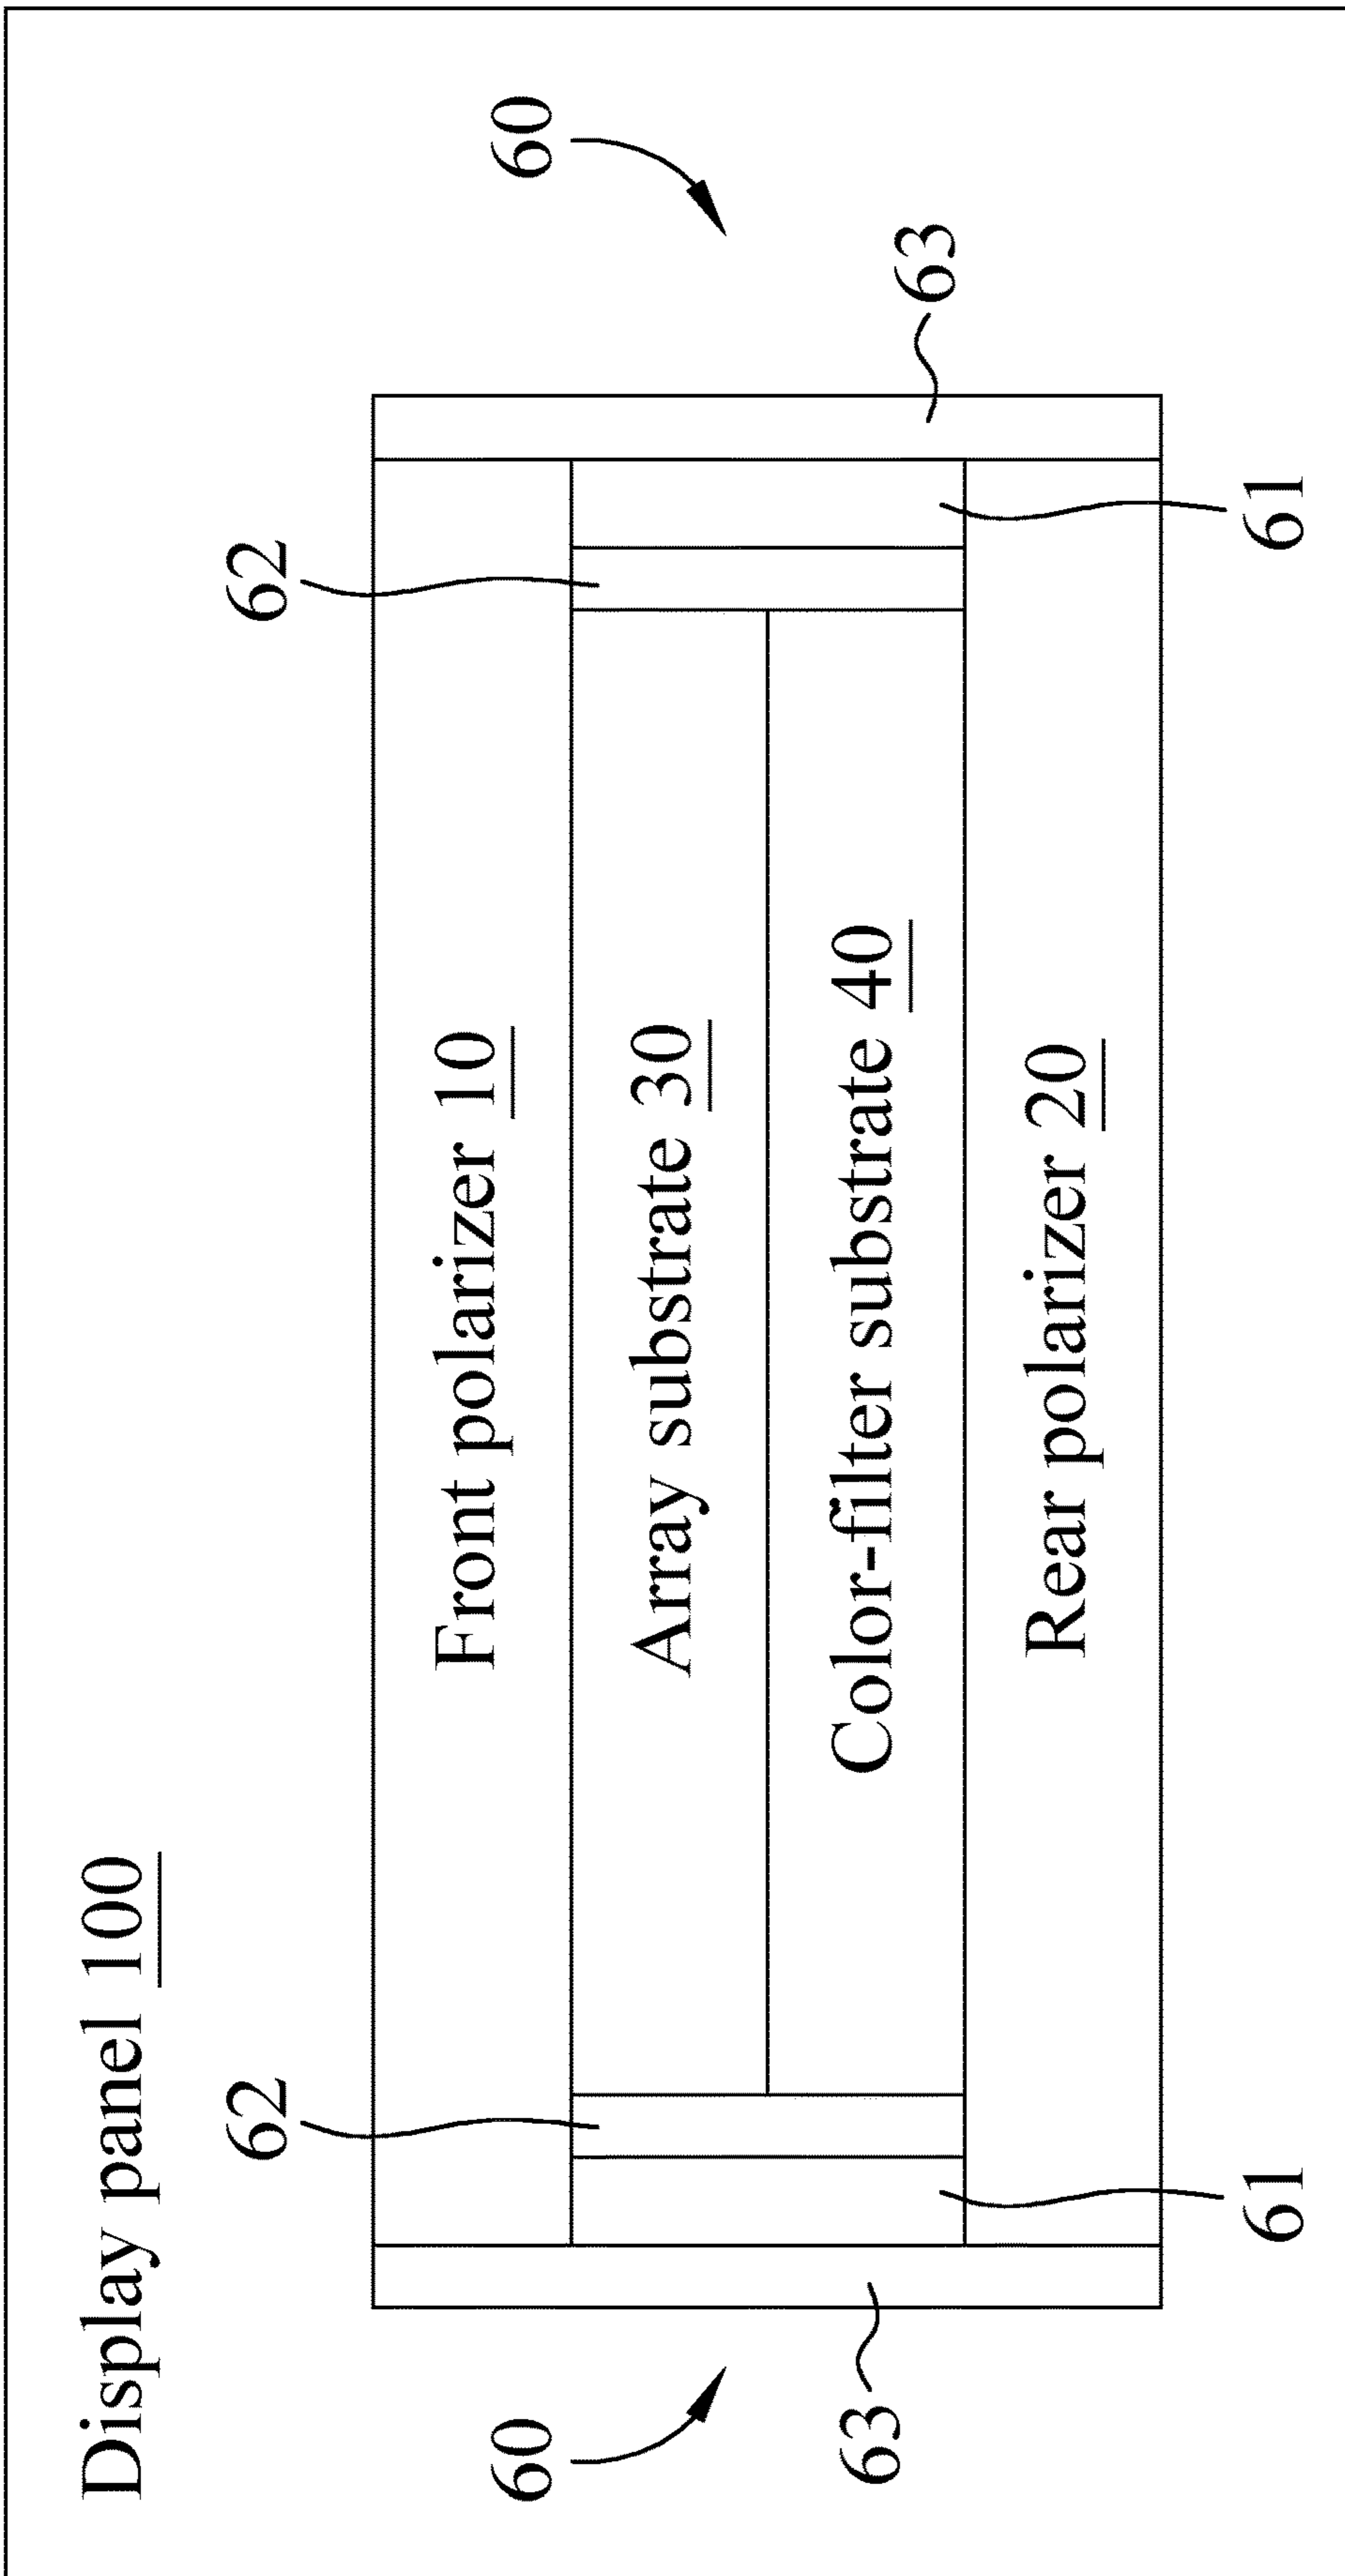 Display panel 100
62
62
60
60
Front polarizer 10
Array substrate 30
Color-filter substrate 40
63
63
Rear polarizer 20
61
61